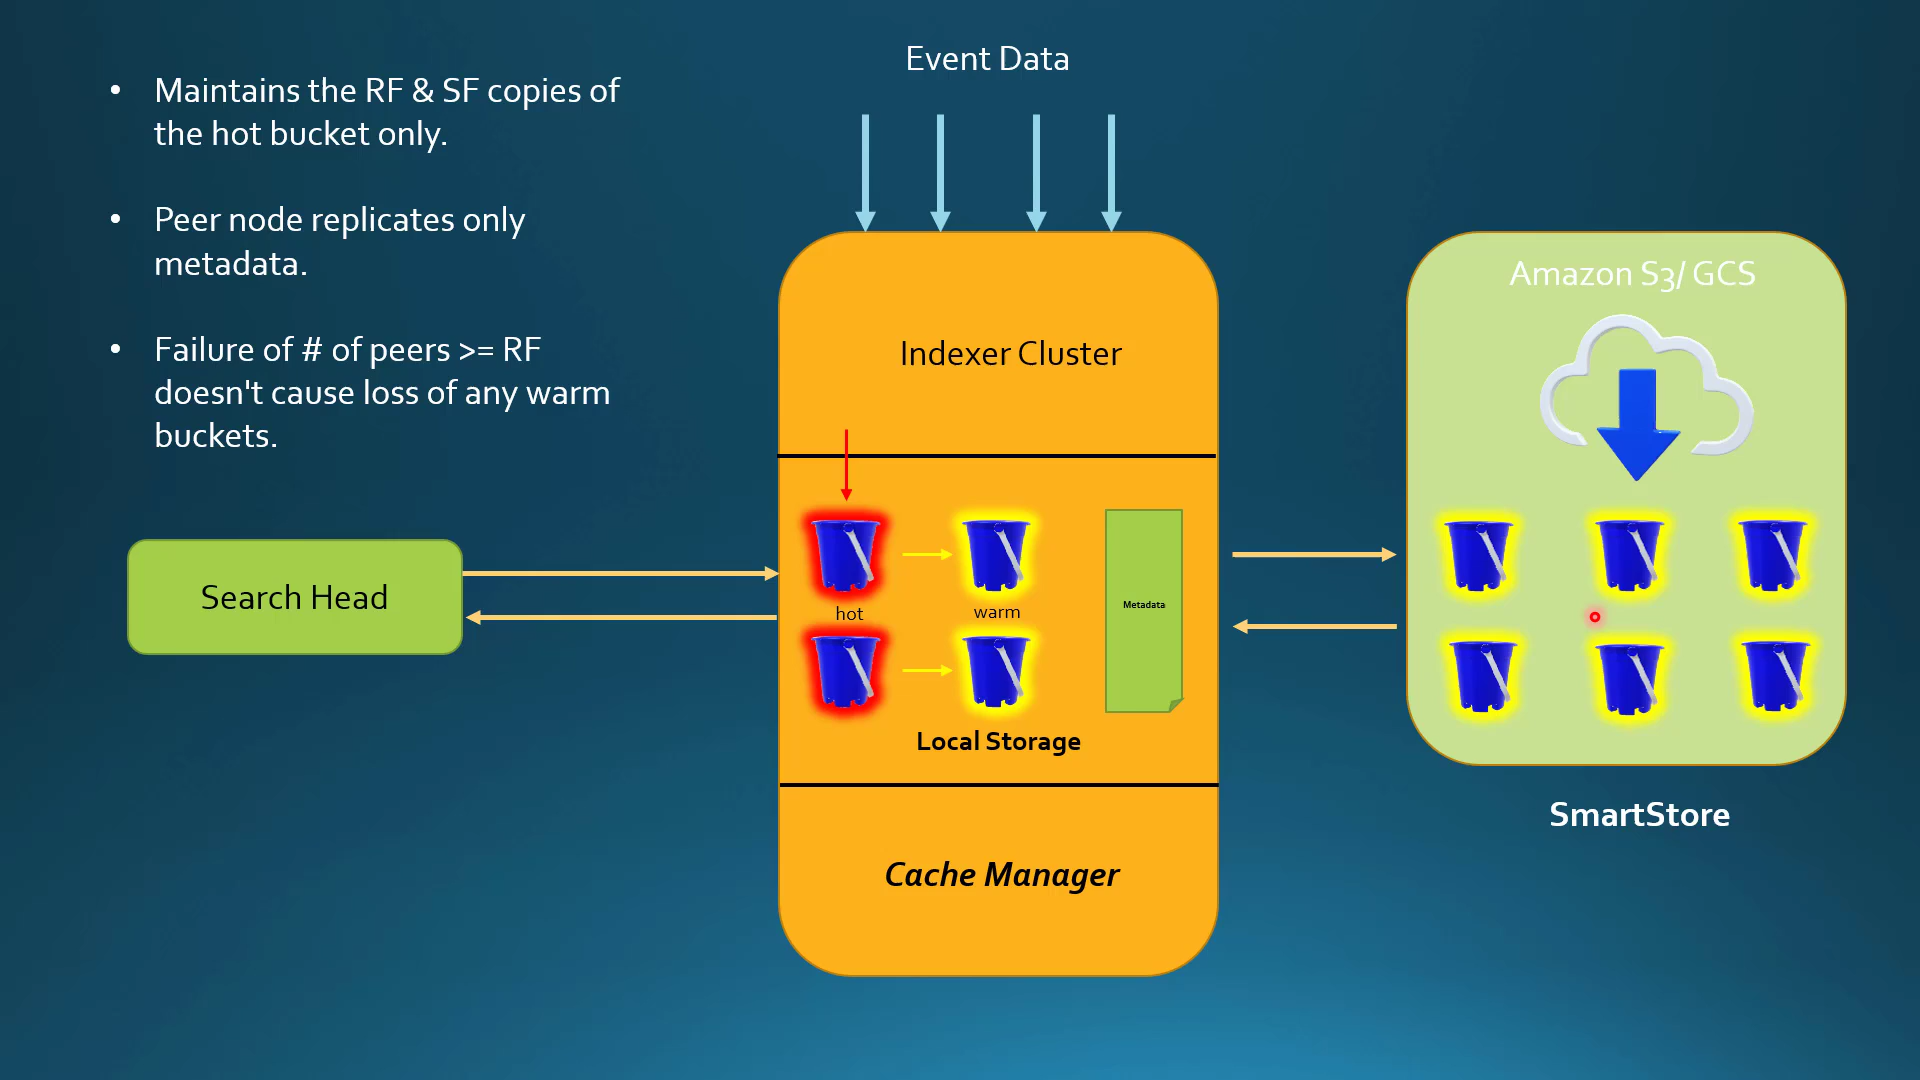 • Maintains the RF & SF copies of
the hot bucket only.
• Peer node replicates only
metadata.
• Failure of # of peers >= RF
doesn't cause loss of any warm
buckets.
Event Data
Indexer Cluster
Amazon S3/ GCS
Search Head
hot
warm
Metadata
Local Storage
SmartStore
Cache Manager